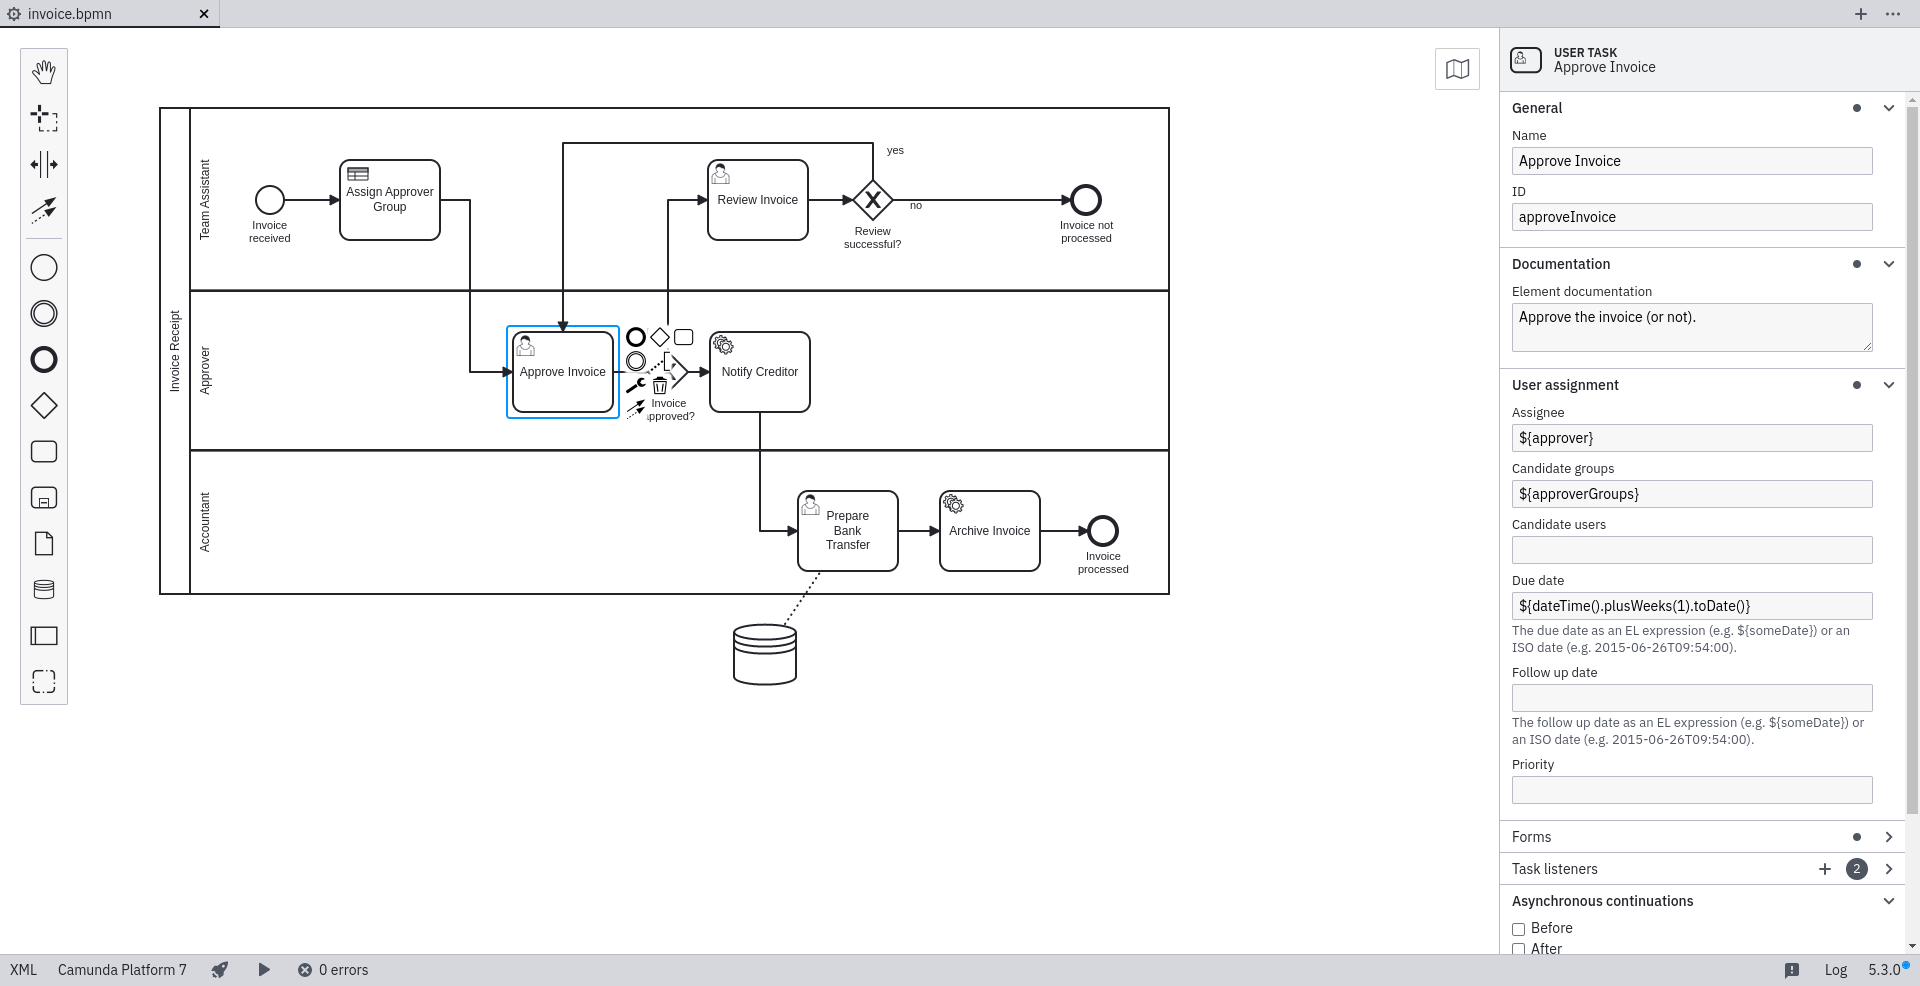 invoice.bpmn
USER TASK
Approve Invoice
General
Name
Approve Invoice
ID
approveInvoice
Documentation
Element documentation
Approve the invoice (or not).
User assignment
Assignee
${approver}
Candidate groups
${approverGroups}
Candidate users
Due date
${dateTime().plusWeeks(1).toDate()}
The due date as an EL expression (e.g. ${someDate}) or an
ISO date (e.g. 2015-06-26T09:54:00).
Follow up date
The follow up date as an EL expression (e.g. ${someDate}) or
an ISO date (e.g. 2015-06-26T09:54:00).
Priority
Forms
Task listeners
2
Asynchronous continuations
Before
After
Invoice Receipt
Team Assistant
Invoice
received
Assign Approver
Group
Review Invoice
yes
no
Review
successful?
Invoice not
processed
Approver
Approve Invoice
Invoice
pproved?
Notify Creditor
Accountant
Prepare
Bank
Transfer
Archive Invoice
Invoice
processed
XML
Camunda Platform 7
0 errors
Log
5.3.0